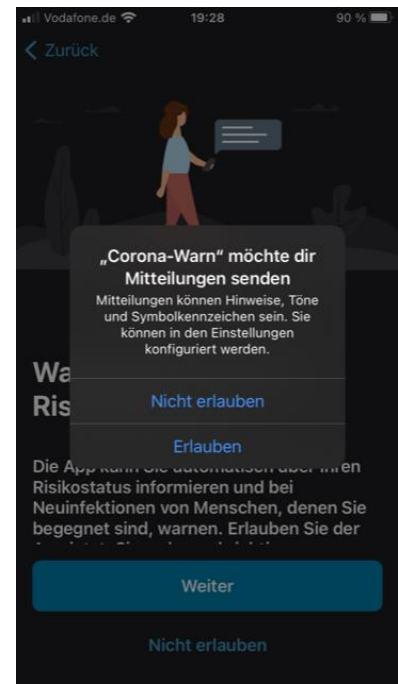 Vodafone.de 19:28 90 %
Zurück
„Corona-Warn“ möchte dir
Mitteilungen senden
Mitteilungen können Hinweise, Töne
und Symbolkennzeichen sein. Sie
können in den Einstellungen
konfiguriert werden.
Wa
Ris
Nicht erlauben
Erlauben
Die App kann Sie automatisch über Ihren
Risikostatus informieren und bei
Neuinfektionen von Menschen, denen Sie
begegnet sind, warnen. Erlauben Sie der
Weiter
Nicht erlauben